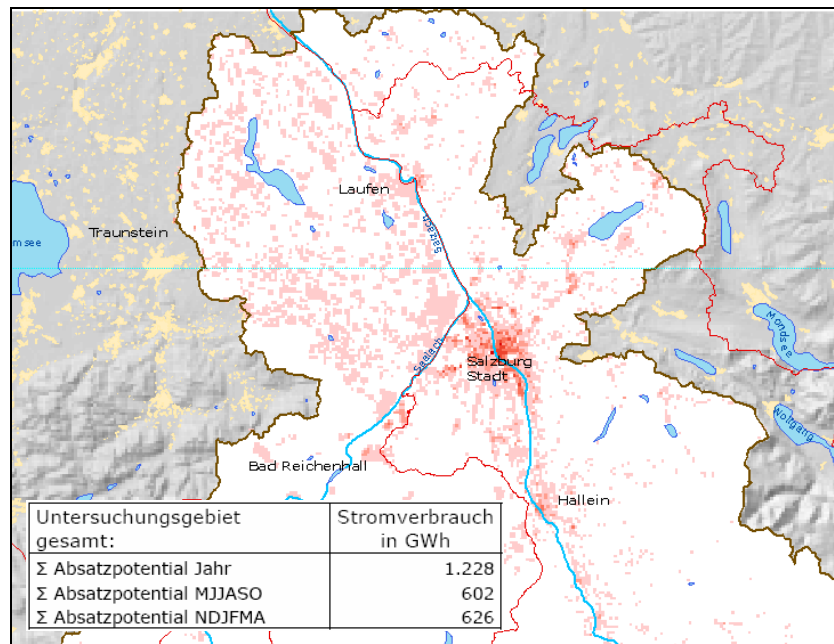 Laufen
Salzach
Traunstein
msee
Mondsee
Saalach
Salzburg
Stadt
Wolfgang
Bad Reichenhall
Hallein
Untersuchungsgebiet gesamt: Stromverbrauch in GWh
Σ Absatzpotential Jahr 1.228
Σ Absatzpotential MJJASO 602
Σ Absatzpotential NDJFMA 626